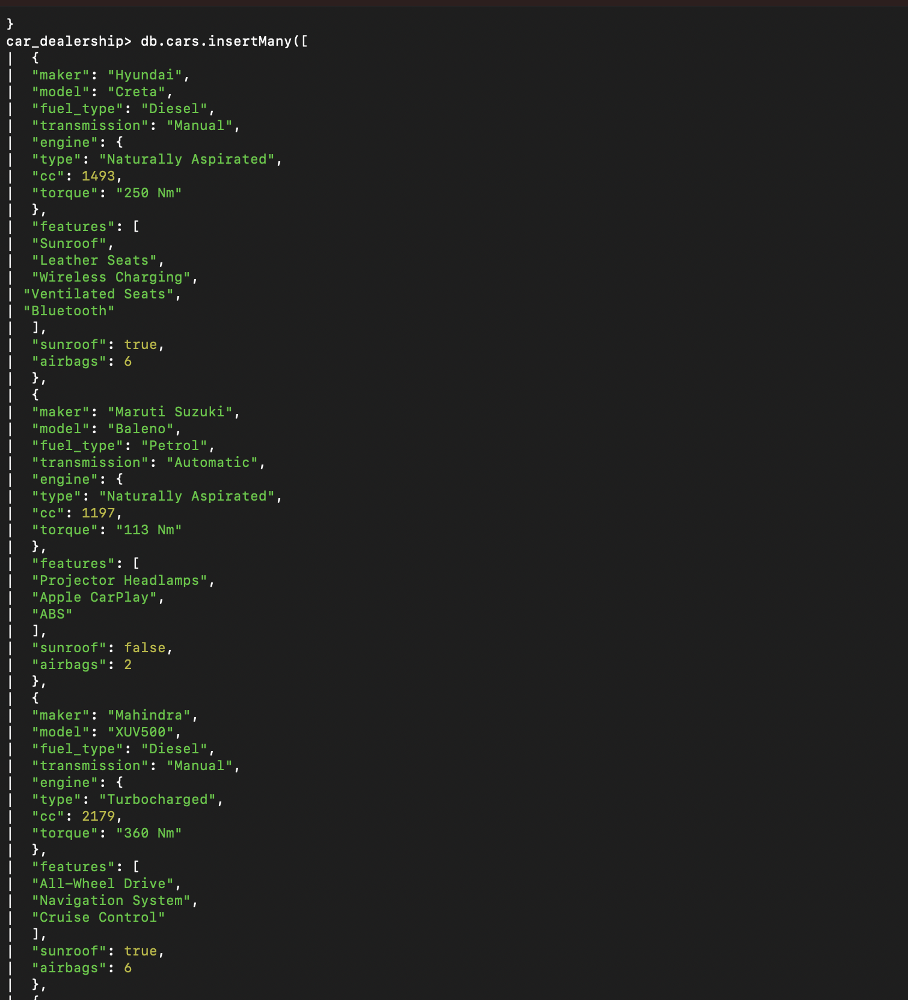 }
car_dealership> db.cars.insertMany([
|  {
|  "maker": "Hyundai",
|  "model": "Creta",
|  "fuel_type": "Diesel",
|  "transmission": "Manual",
|  "engine": {
|  "type": "Naturally Aspirated",
|  "cc": 1493,
|  "torque": "250 Nm"
|  },
|  "features": [
|  "Sunroof",
|  "Leather Seats",
|  "Wireless Charging",
| "Ventilated Seats",
| "Bluetooth"
|  ],
|  "sunroof": true,
|  "airbags": 6
|  },
|  {
|  "maker": "Maruti Suzuki",
|  "model": "Baleno",
|  "fuel_type": "Petrol",
|  "transmission": "Automatic",
|  "engine": {
|  "type": "Naturally Aspirated",
|  "cc": 1197,
|  "torque": "113 Nm"
|  },
|  "features": [
|  "Projector Headlamps",
|  "Apple CarPlay",
|  "ABS"
|  ],
|  "sunroof": false,
|  "airbags": 2
|  },
|  {
|  "maker": "Mahindra",
|  "model": "XUV500",
|  "fuel_type": "Diesel",
|  "transmission": "Manual",
|  "engine": {
|  "type": "Turbocharged",
|  "cc": 2179,
|  "torque": "360 Nm"
|  },
|  "features": [
|  "All-Wheel Drive",
|  "Navigation System",
|  "Cruise Control"
|  ],
|  "sunroof": true,
|  "airbags": 6
|  },
|  {